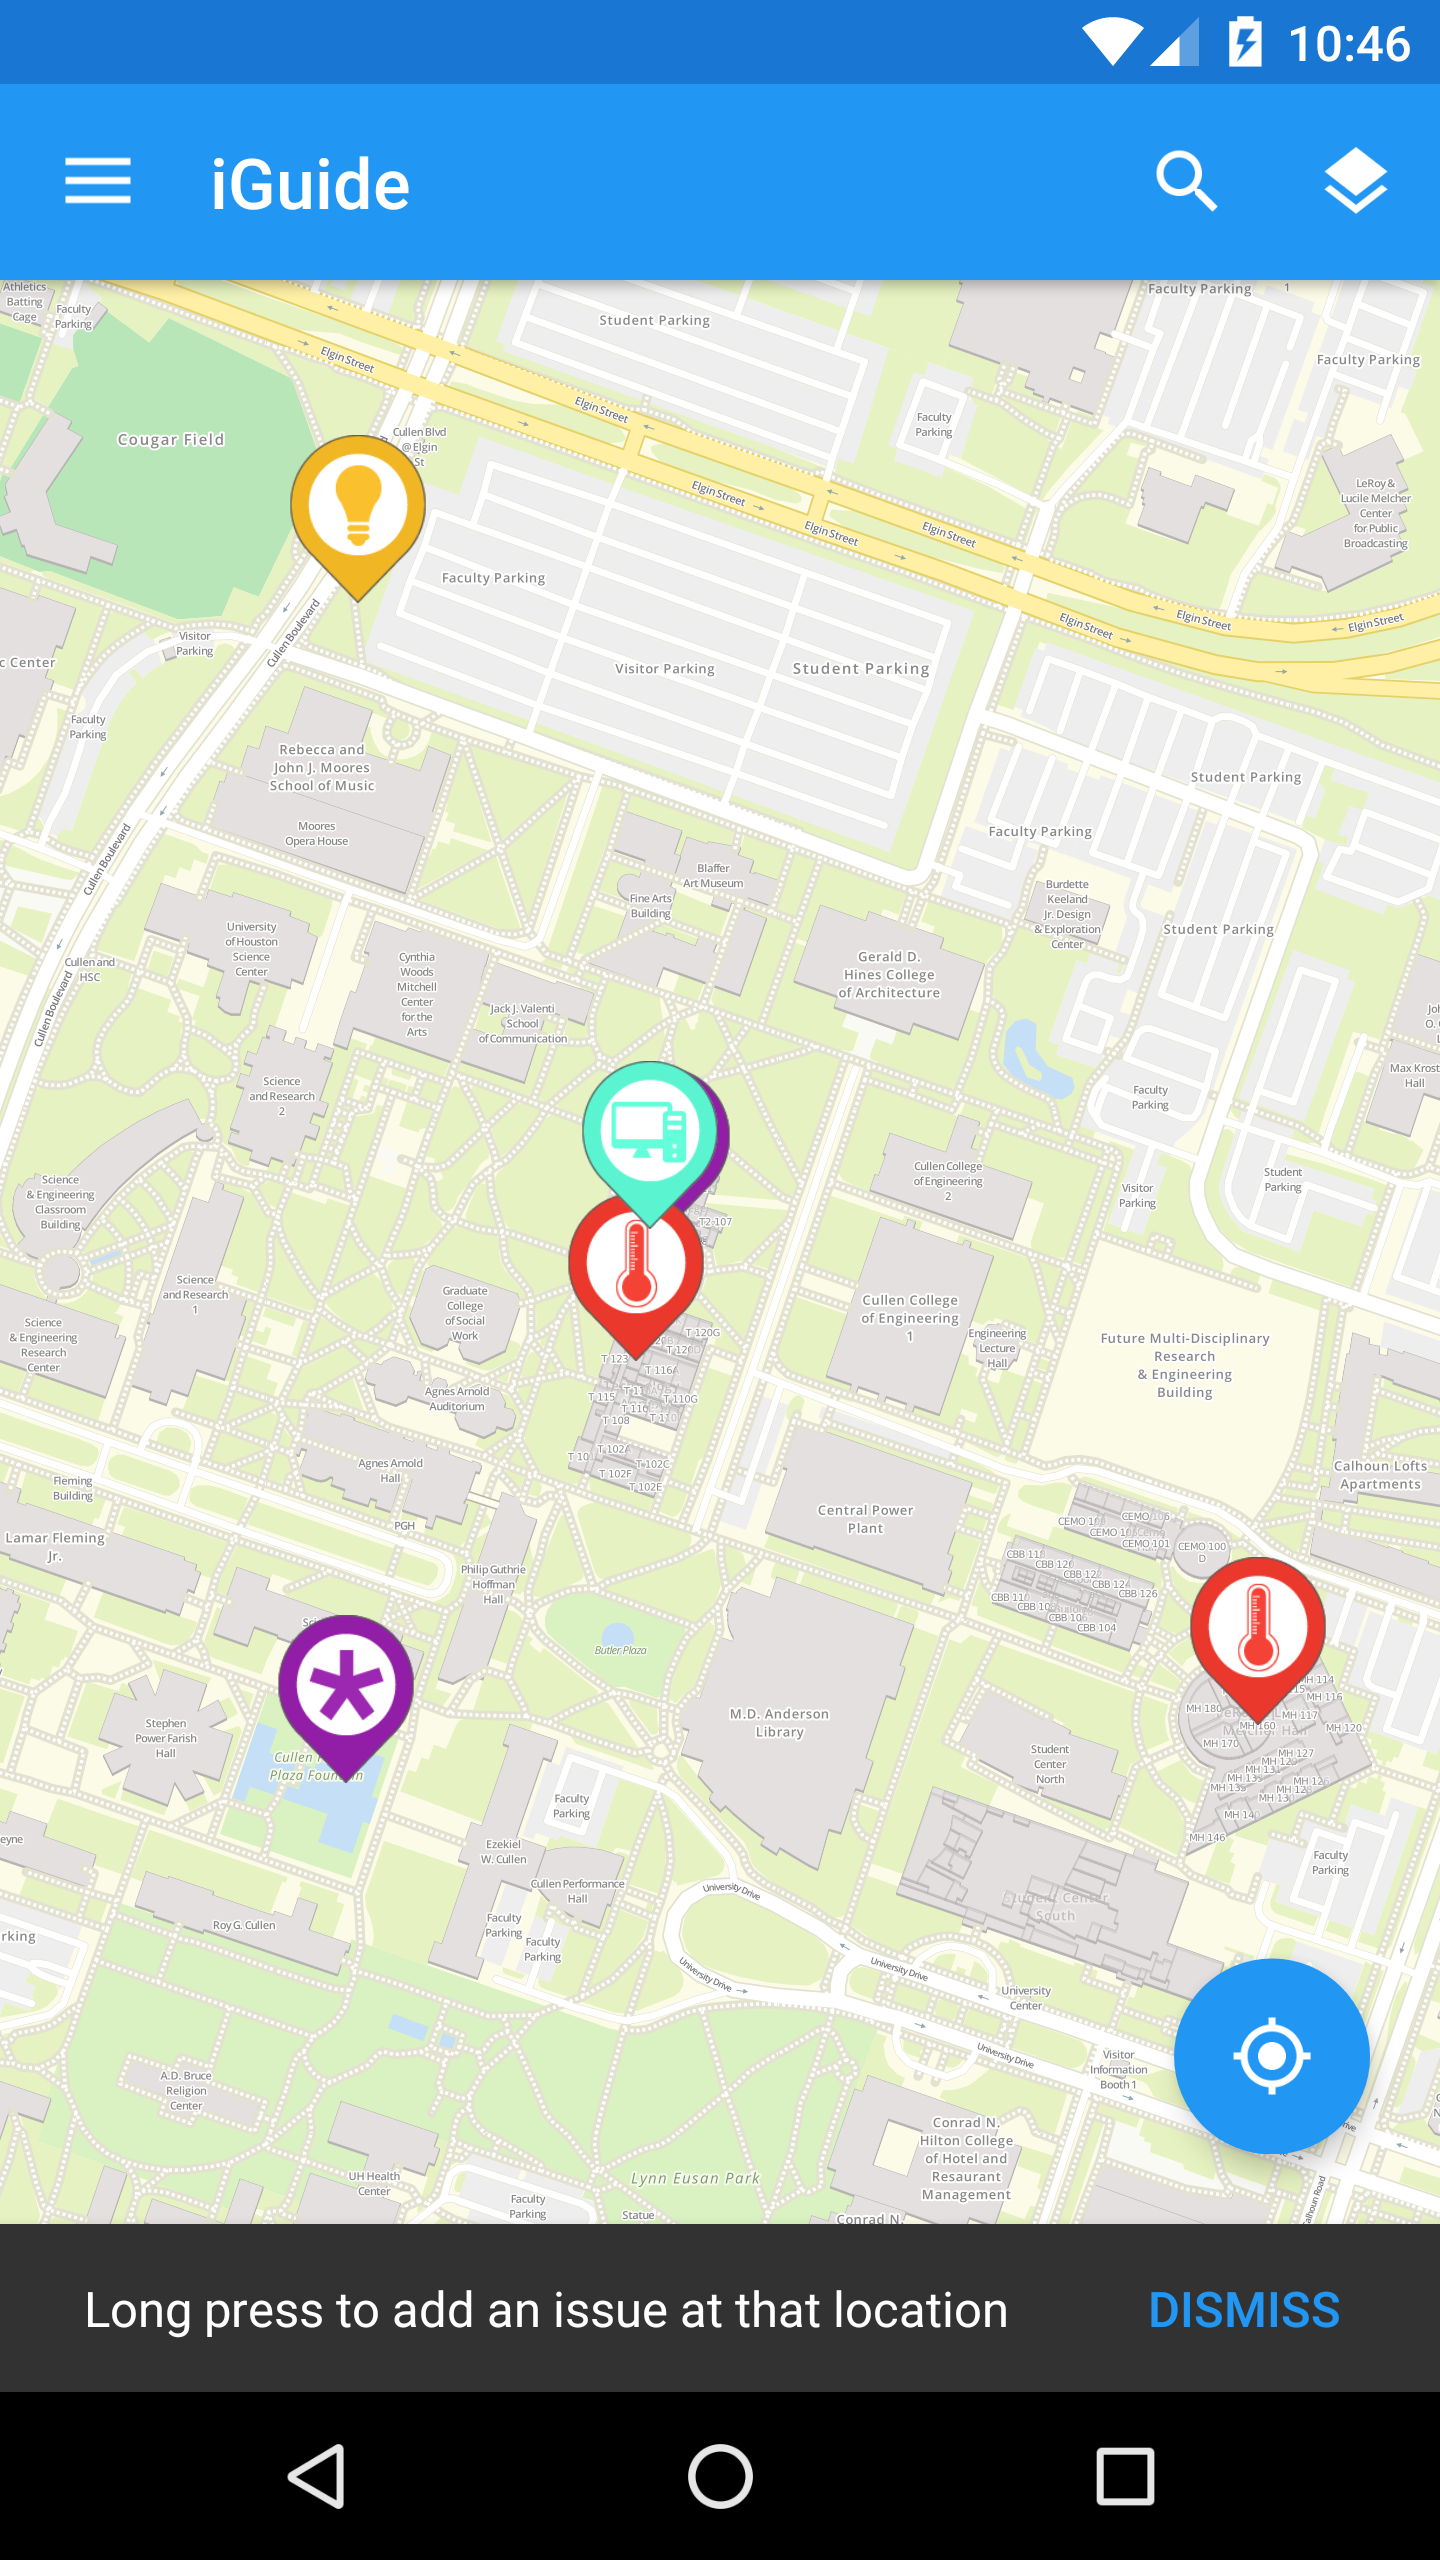 10:46
iGuide
Athletics
Batting
Cage
Faculty
Parking
Student Parking
Faculty Parking
1
Faculty Parking
Elgin Street
Elgin Street
Cougar Field
Cullen Blvd
@ Elgin
St
Faculty
Parking
LeRoy &
Lucile Melcher
Center
for Public
Broadcasting
Elgin Street
Elgin Street
Elgin Street
Faculty Parking
Elgin Street
Elgin Street
Elgin Street
Cullen Boulevard
Visitor
Parking
c Center
Visitor Parking
Student Parking
Faculty
Parking
Rebecca and
John J. Moores
School of Music
Student Parking
Moores
Opera House
Faculty Parking
Cullen Boulevard
Blaffer
Art Museum
Fine Arts
Building
Burdette
Keeland
Jr. Design
& Exploration
Center
Student Parking
University
of Houston
Science
Center
Cullen and
HSC
Cynthia
Woods
Mitchell
Center
for the
Arts
Gerald D.
Hines College
of Architecture
Cullen Boulevard
Jack J. Valenti
School
of Communication
Max Krost
Hall
Science
and Research
2
Faculty
Parking
Science
& Engineering
Classroom
Building
Cullen College
of Engineering
2
Visitor
Parking
Student
Parking
T2-107
Science
and Research
1
Graduate
College
of Social
Work
Cullen College
of Engineering
1
Engineering
Lecture
Hall
Future Multi-Disciplinary
Research
& Engineering
Building
Science
& Engineering
Research
Center
T 120G
T 123
T 116A
T 115
T 110G
T 108
T 102C
T 102F
T 102E
Agnes Arnold
Auditorium
Agnes Arnold
Hall
Fleming
Building
Calhoun Lofts
Apartments
Central Power
Plant
PGH
Lamar Fleming
Jr.
CEMO 101
CEMO 100
D
CBB 126
CBB 104
Philip Guthrie
Hoffman
Hall
Butler Plaza
M.D. Anderson
Library
Stephen
Power Farish
Hall
Plaza Fountain
MH 114
MH 116
MH 117
MH 180
MH 160
MH 120
MH 170
MH 127
MH 131
MH 146
Student
Center
North
Faculty
Parking
Ezekiel
W. Cullen
Cullen Performance
Hall
Faculty
Parking
eyne
University Drive
Student Center
South
Roy G. Cullen
Faculty
Parking
Faculty
Parking
rking
University Drive
University Drive
University
Center
University Drive
Visitor
Information
Booth 1
A.D. Bruce
Religion
Center
Conrad N.
Hilton College
of Hotel and
Resaurant
Management
UH Health
Center
Lynn Eusan Park
Faculty
Parking
Statue
Conrad N.
Long press to add an issue at that location
DISMISS